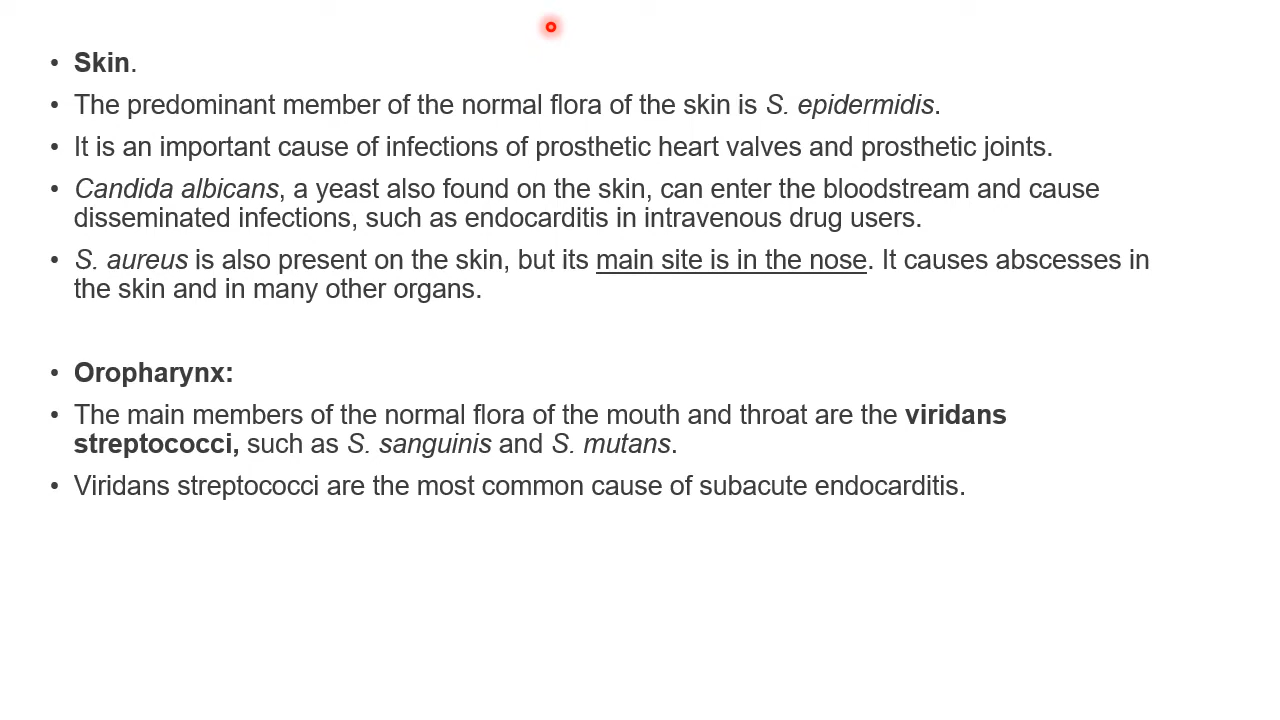 • Skin.
• The predominant member of the normal flora of the skin is S. epidermidis.
• It is an important cause of infections of prosthetic heart valves and prosthetic joints.
• Candida albicans, a yeast also found on the skin, can enter the bloodstream and cause
disseminated infections, such as endocarditis in intravenous drug users.
• S. aureus is also present on the skin, but its main site is in the nose. It causes abscesses in
the skin and in many other organs.
• Oropharynx:
• The main members of the normal flora of the mouth and throat are the viridans
streptococci, such as S. sanguinis and S. mutans.
• Viridans streptococci are the most common cause of subacute endocarditis.